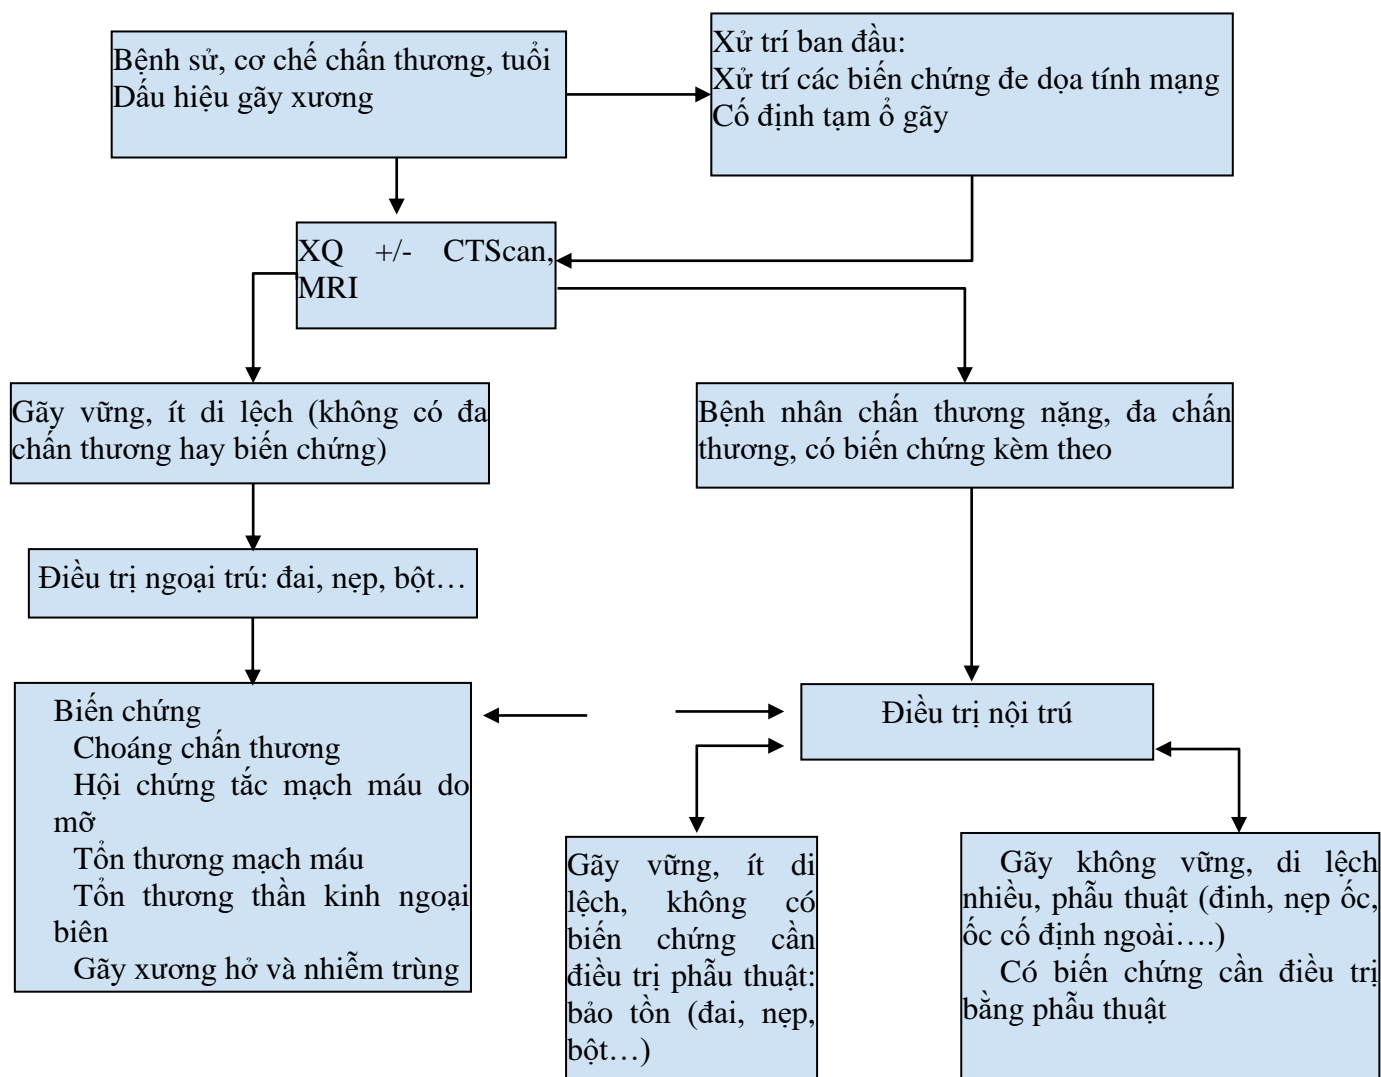 Bệnh sử, cơ chế chấn thương, tuổi
Dấu hiệu gãy xương
Xử trí ban đầu:
Xử trí các biến chứng đe dọa tính mạng
Cố định tạm ổ gãy
XQ +/- CTScan,
MRI
Gãy vững, ít di lệch (không có đa
chấn thương hay biến chứng)
Bệnh nhân chấn thương nặng, đa chấn
thương, có biến chứng kèm theo
Điều trị ngoại trú: đai, nẹp, bột…
Biến chứng
Choáng chấn thương
Hội chứng tắc mạch máu do
mỡ
Tổn thương mạch máu
Tổn thương thần kinh ngoại
biên
Gãy xương hở và nhiễm trùng
Điều trị nội trú
Gãy vững, ít di
lệch, không có
biến chứng cần
điều trị phẫu thuật:
bảo tồn (đai, nẹp,
bột…)
Gãy không vững, di lệch
nhiều, phẫu thuật (đinh, nẹp ốc,
ốc cố định ngoài….)
Có biến chứng cần điều trị
bằng phẫu thuật